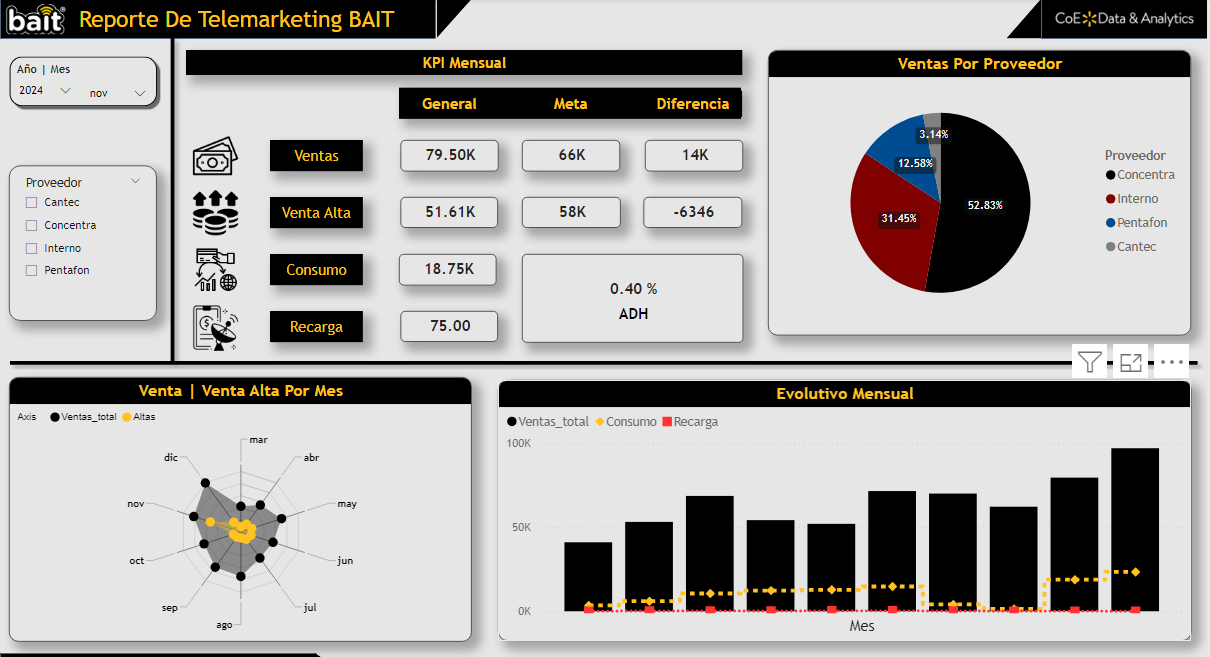 bait Reporte De Telemarketing BAIT
CoE Data & Analytics
Año | Mes
2024 nov
Proveedor
Cantec
Concentra
Interno
Pentafon
KPI Mensual
General Meta Diferencia
Ventas 79.50K 66K 14K
Venta Alta 51.61K 58K -6346
Consumo 18.75K
0.40 %
ADH
Recarga 75.00
Ventas Por Proveedor
3.14%
12.58%
52.83%
31.45%
Proveedor
Concentra
Interno
Pentafon
Cantec
Venta | Venta Alta Por Mes
Axis Ventas_total Altas
mar
dic abr
nov may
oct jun
sep jul
ago
Evolutivo Mensual
Ventas_total Consumo Recarga
100K
50K
0K
Mes